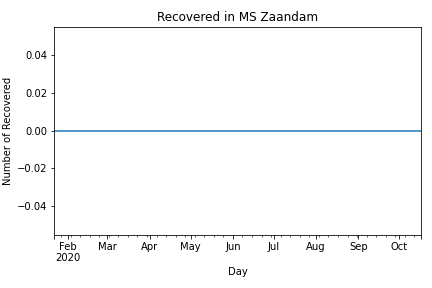 Recovered in MS Zaandam
Number of Recovered
0.04
0.02
0.00
−0.02
−0.04
Feb Mar Apr May Jun Jul Aug Sep Oct
2020
Day